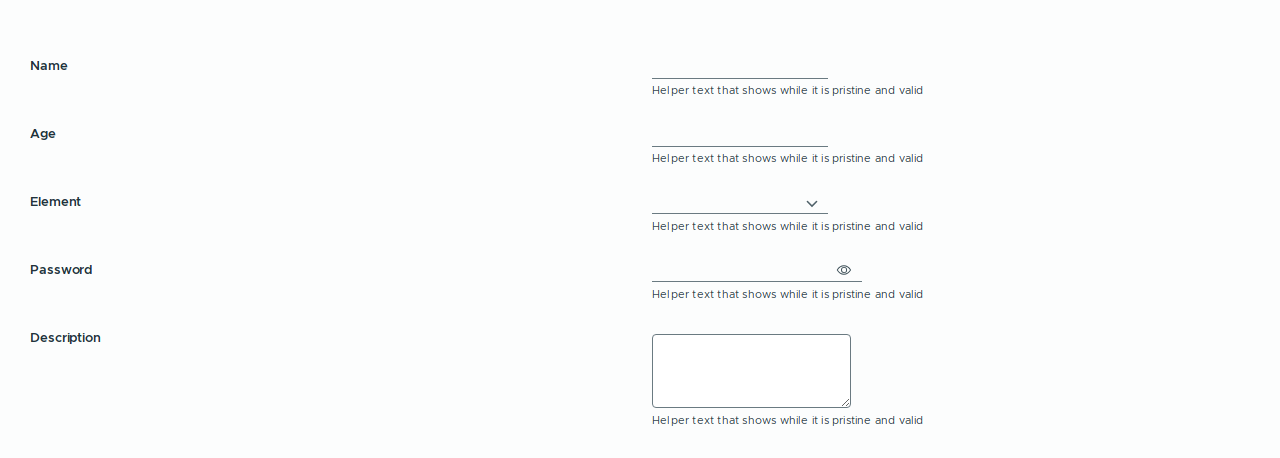 Name
Helper text that shows while it is pristine and valid
Age
Helper text that shows while it is pristine and valid
Element
Helper text that shows while it is pristine and valid
Password
Helper text that shows while it is pristine and valid
Description
Helper text that shows while it is pristine and valid